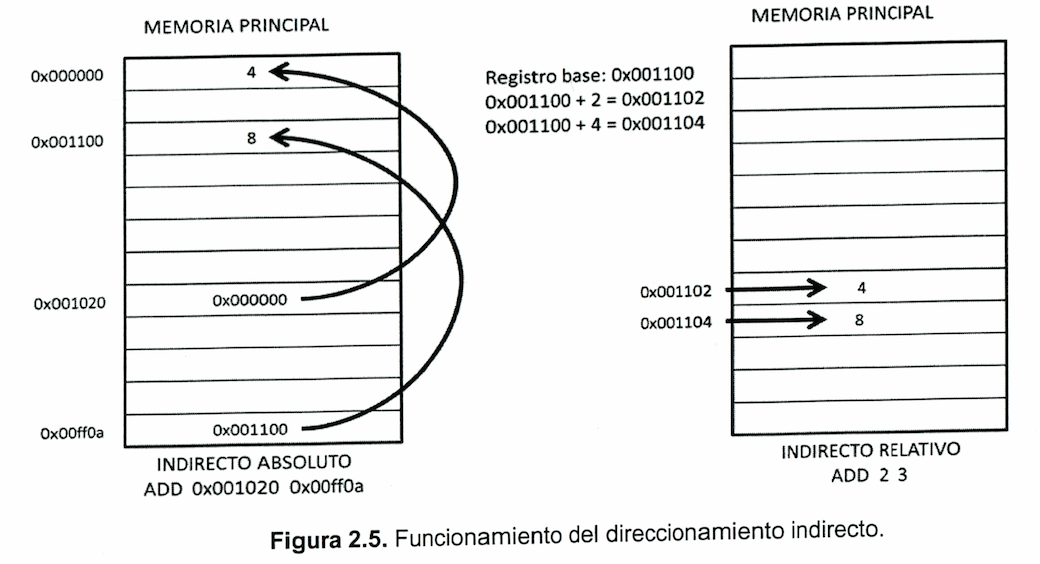 MEMORIA PRINCIPAL
0x000000
4
0x001100
8
0x001020
0x000000
0x00ff0a
0x001100
INDIRECTO ABSOLUTO
ADD 0x001020 0x00ff0a
Registro base: 0x001100
0x001100 + 2 = 0x001102
0x001100 + 4 = 0x001104
MEMORIA PRINCIPAL
0x001102
4
0x001104
8
INDIRECTO RELATIVO
ADD 2 3
Figura 2.5. Funcionamiento del direccionamiento indirecto.